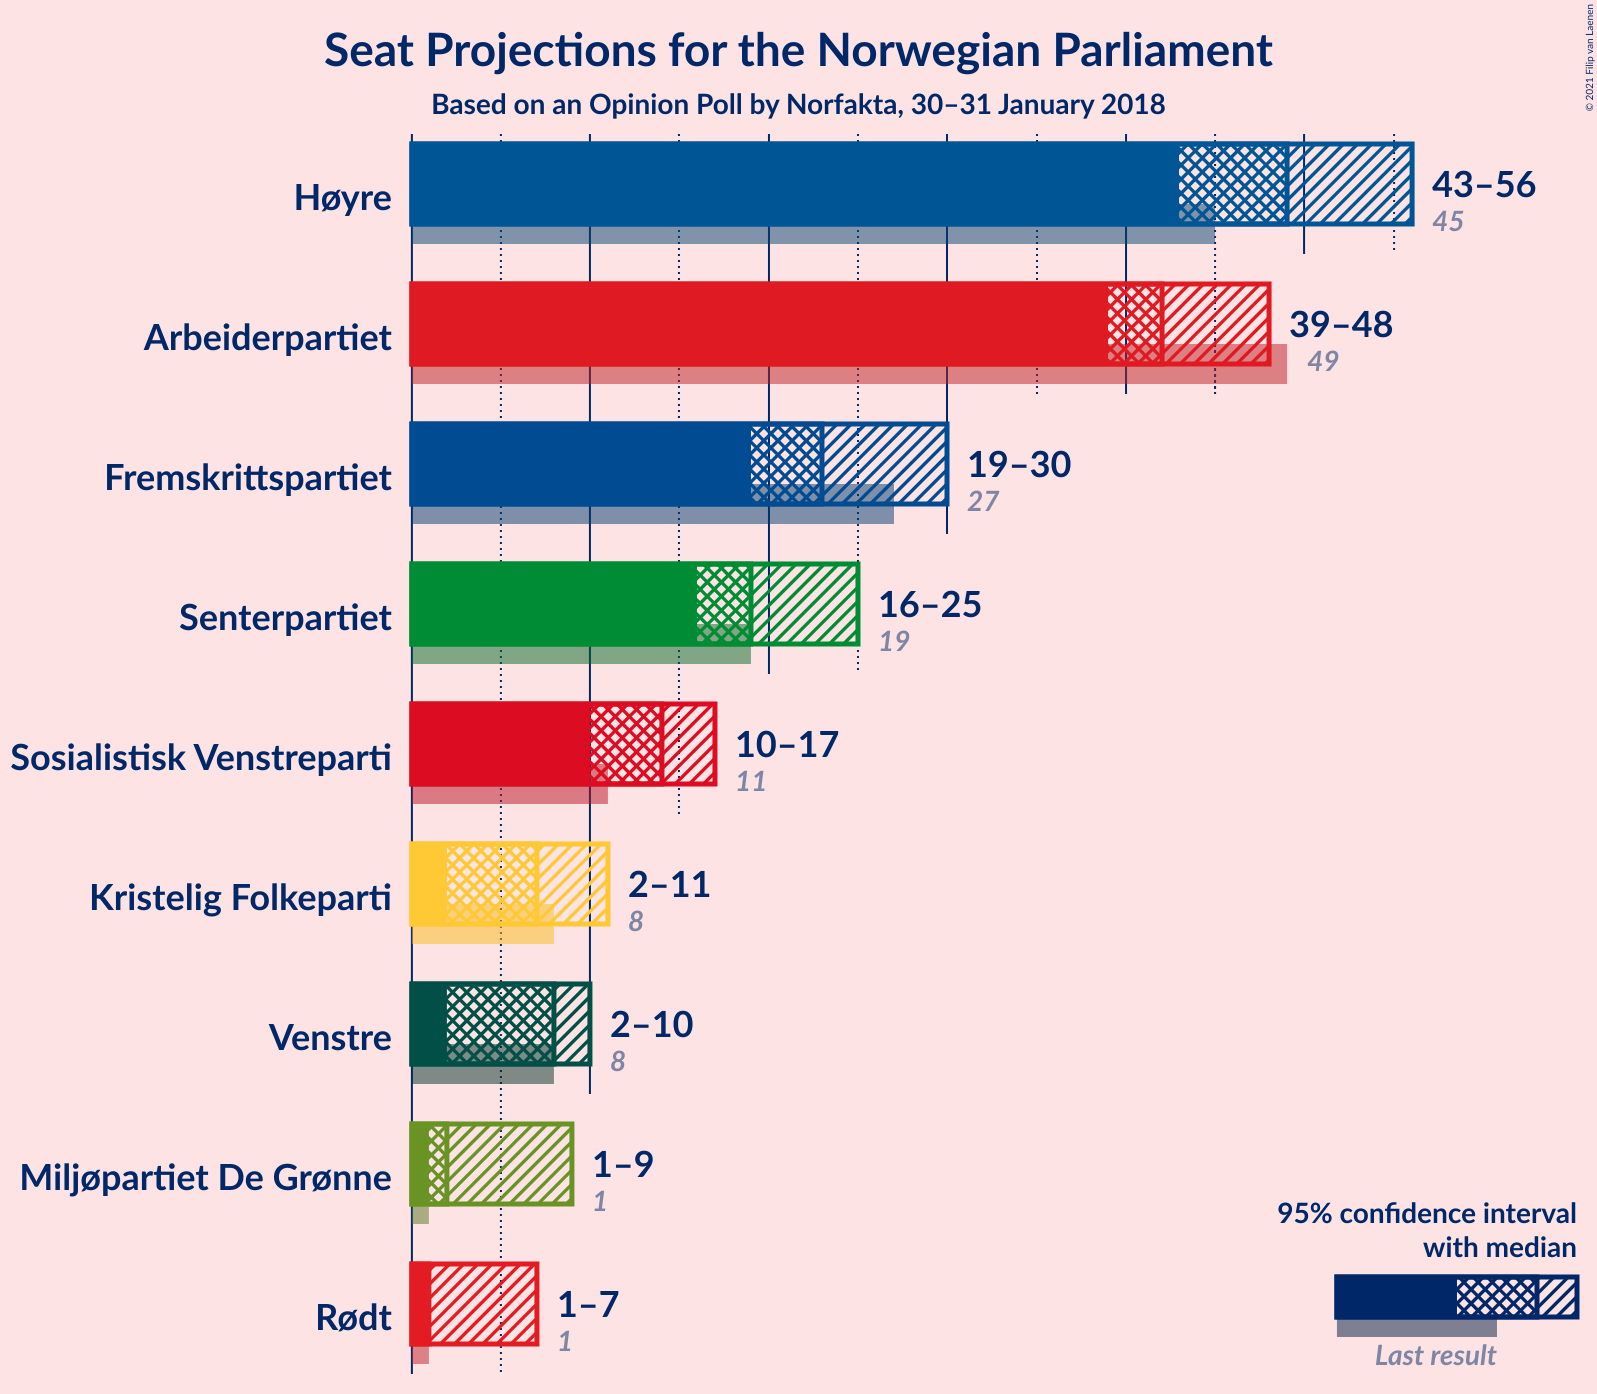 Seat Projections for the Norwegian Parliament
Based on an Opinion Poll by Norfakta, 30–31 January 2018
© 2021 Filip van Laenen
Høyre
43–56
45
Arbeiderpartiet
39–48
49
Fremskrittspartiet
19–30
27
Senterpartiet
16–25
19
Sosialistisk Venstreparti
10–17
11
Kristelig Folkeparti
2–11
8
Venstre
2–10
8
Miljøpartiet De Grønne
1–9
1
Rødt
1–7
1
95% confidence interval
with median
Last result